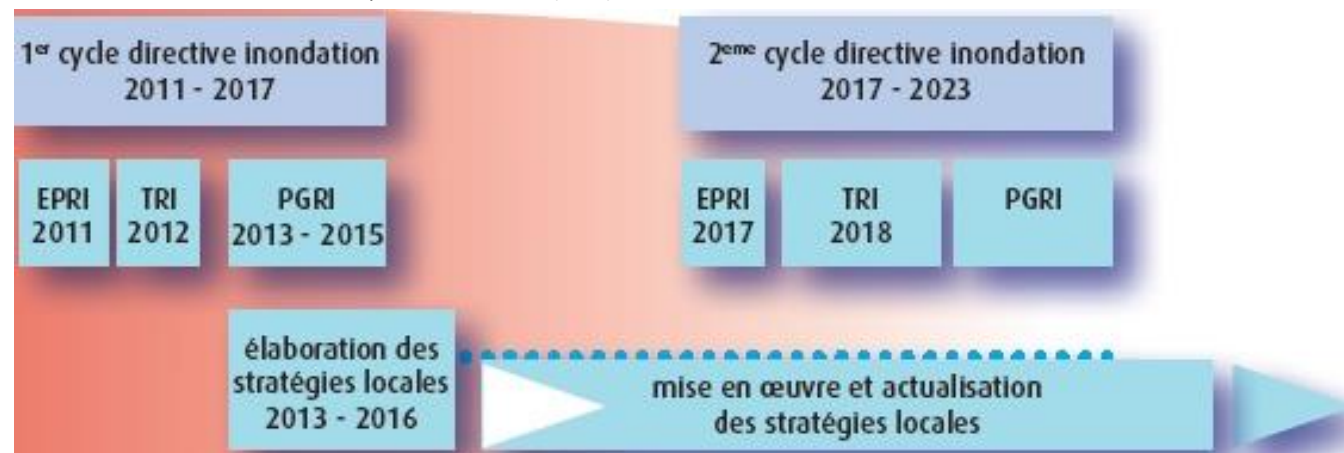 1er cycle directive inondation
2011 - 2017
2eme cycle directive inondation
2017 - 2023
EPRI
2011
TRI
2012
PGRI
2013 - 2015
EPRI
2017
TRI
2018
PGRI
élaboration des
stratégies locales
2013 - 2016
mise en œuvre et actualisation
des stratégies locales